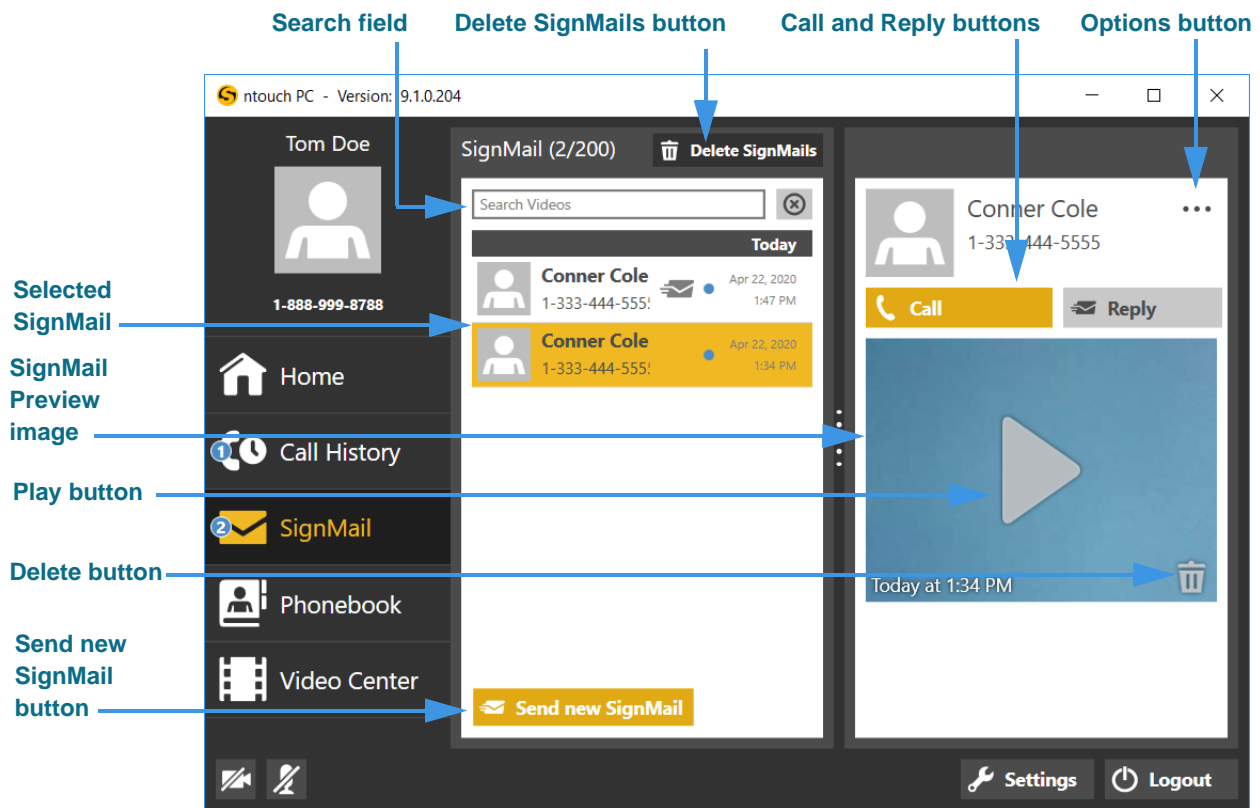 Search field
Delete SignMails button
Call and Reply buttons
Options button
ntouch PC - Version: 9.1.0.204
Tom Doe
1-888-999-8788
Home
1
Call History
2
SignMail
Phonebook
Video Center
SignMail (2/200)
Delete SignMails
Search Videos
Today
Conner Cole
Apr 22, 2020
1-333-444-555
1:47 PM
Conner Cole
Apr 22, 2020
1-333-444-555
1:34 PM
Send new SignMail
Conner Cole
1-333-444-5555
Call
Reply
Today at 1:34 PM
Settings
Logout
Selected
SignMail
SignMail
Preview
image
Play button
Delete button
Send new
SignMail
button